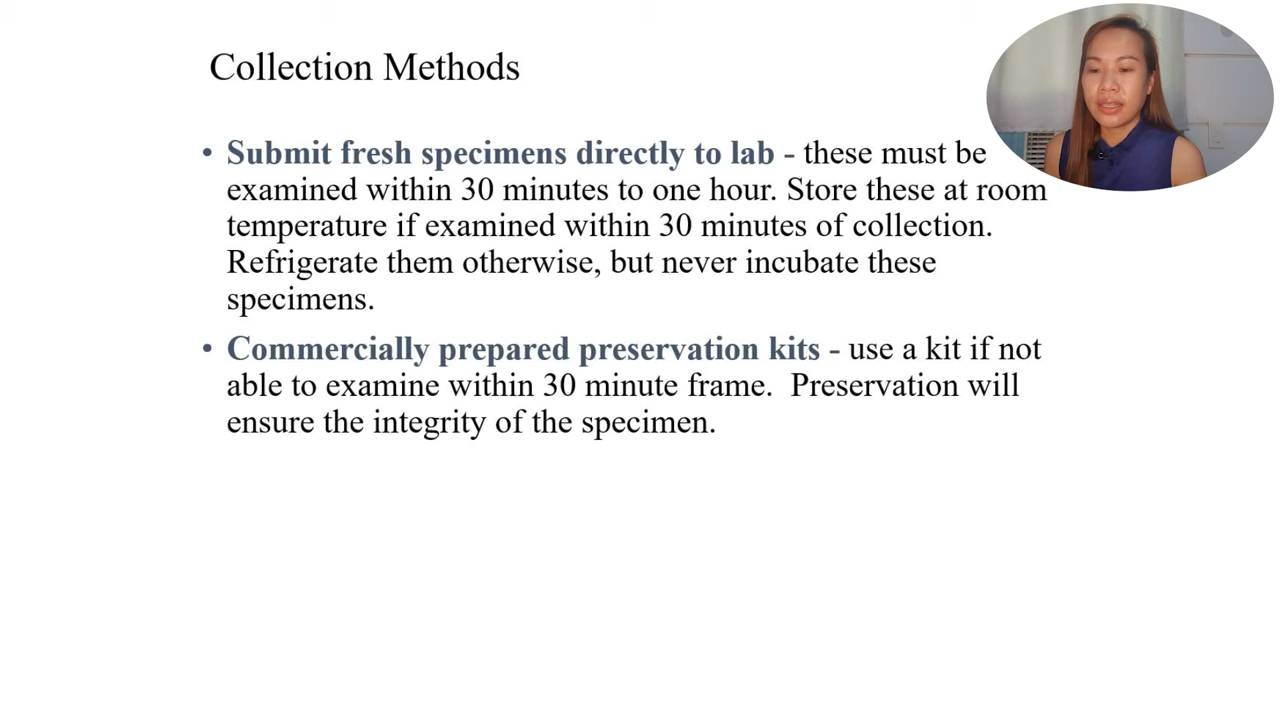 Collection Methods
• Submit fresh specimens directly to lab - these must be
examined within 30 minutes to one hour. Store these at room
temperature if examined within 30 minutes of collection.
Refrigerate them otherwise, but never incubate these
specimens.
• Commercially prepared preservation kits - use a kit if not
able to examine within 30 minute frame.  Preservation will
ensure the integrity of the specimen.